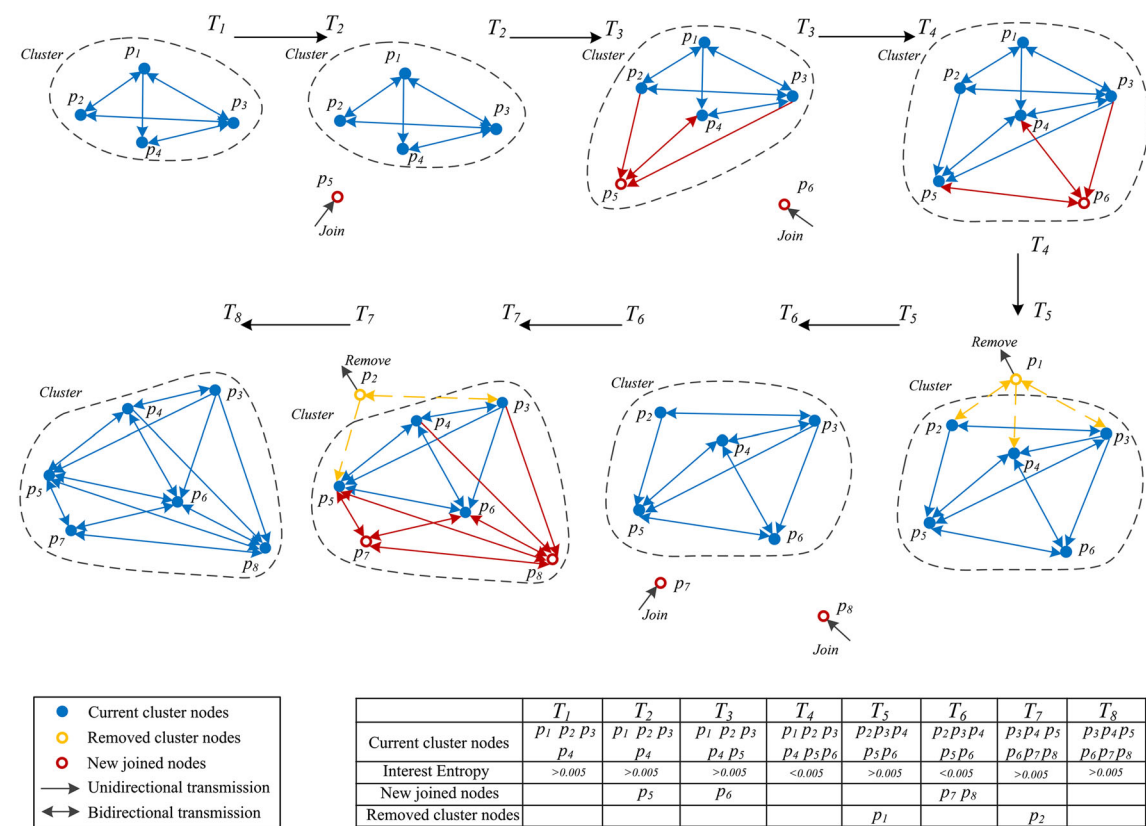 T1 T2
Cluster
p1
p2
p3
p4
T2 T3
Cluster
p1
p2
p3
p4
p5
Join
T3 T4
Cluster
p1
p2
p3
p4
p5
p6
Join
Cluster
p1
p2
p3
p4
p5
p6
T4
T5
Remove
p1
Cluster
p2
p3
p4
p5
p6
T6 T5
Cluster
p2
p3
p4
p5
p6
p7
Join
p8
Join
T7 T6
Remove
p2
Cluster
p3
p4
p5
p6
p7
p8
T8 T7
Cluster
p3
p4
p5
p6
p7
p8
Current cluster nodes
Removed cluster nodes
New joined nodes
Unidirectional transmission
Bidirectional transmission
T1 T2 T3 T4 T5 T6 T7 T8
Current cluster nodes p1 p2 p3 p4 p1 p2 p3 p4 p1 p2 p3 p4 p5 p1 p2 p3 p4 p5 p6 p2 p3 p4 p5 p6 p2 p3 p4 p5 p6 p3 p4 p5 p6 p7 p8 p3 p4 p5 p6 p7 p8
Interest Entropy >0.005 >0.005 >0.005 <0.005 >0.005 <0.005 >0.005 >0.005
New joined nodes p5 p6 p7 p8
Removed cluster nodes p1 p2